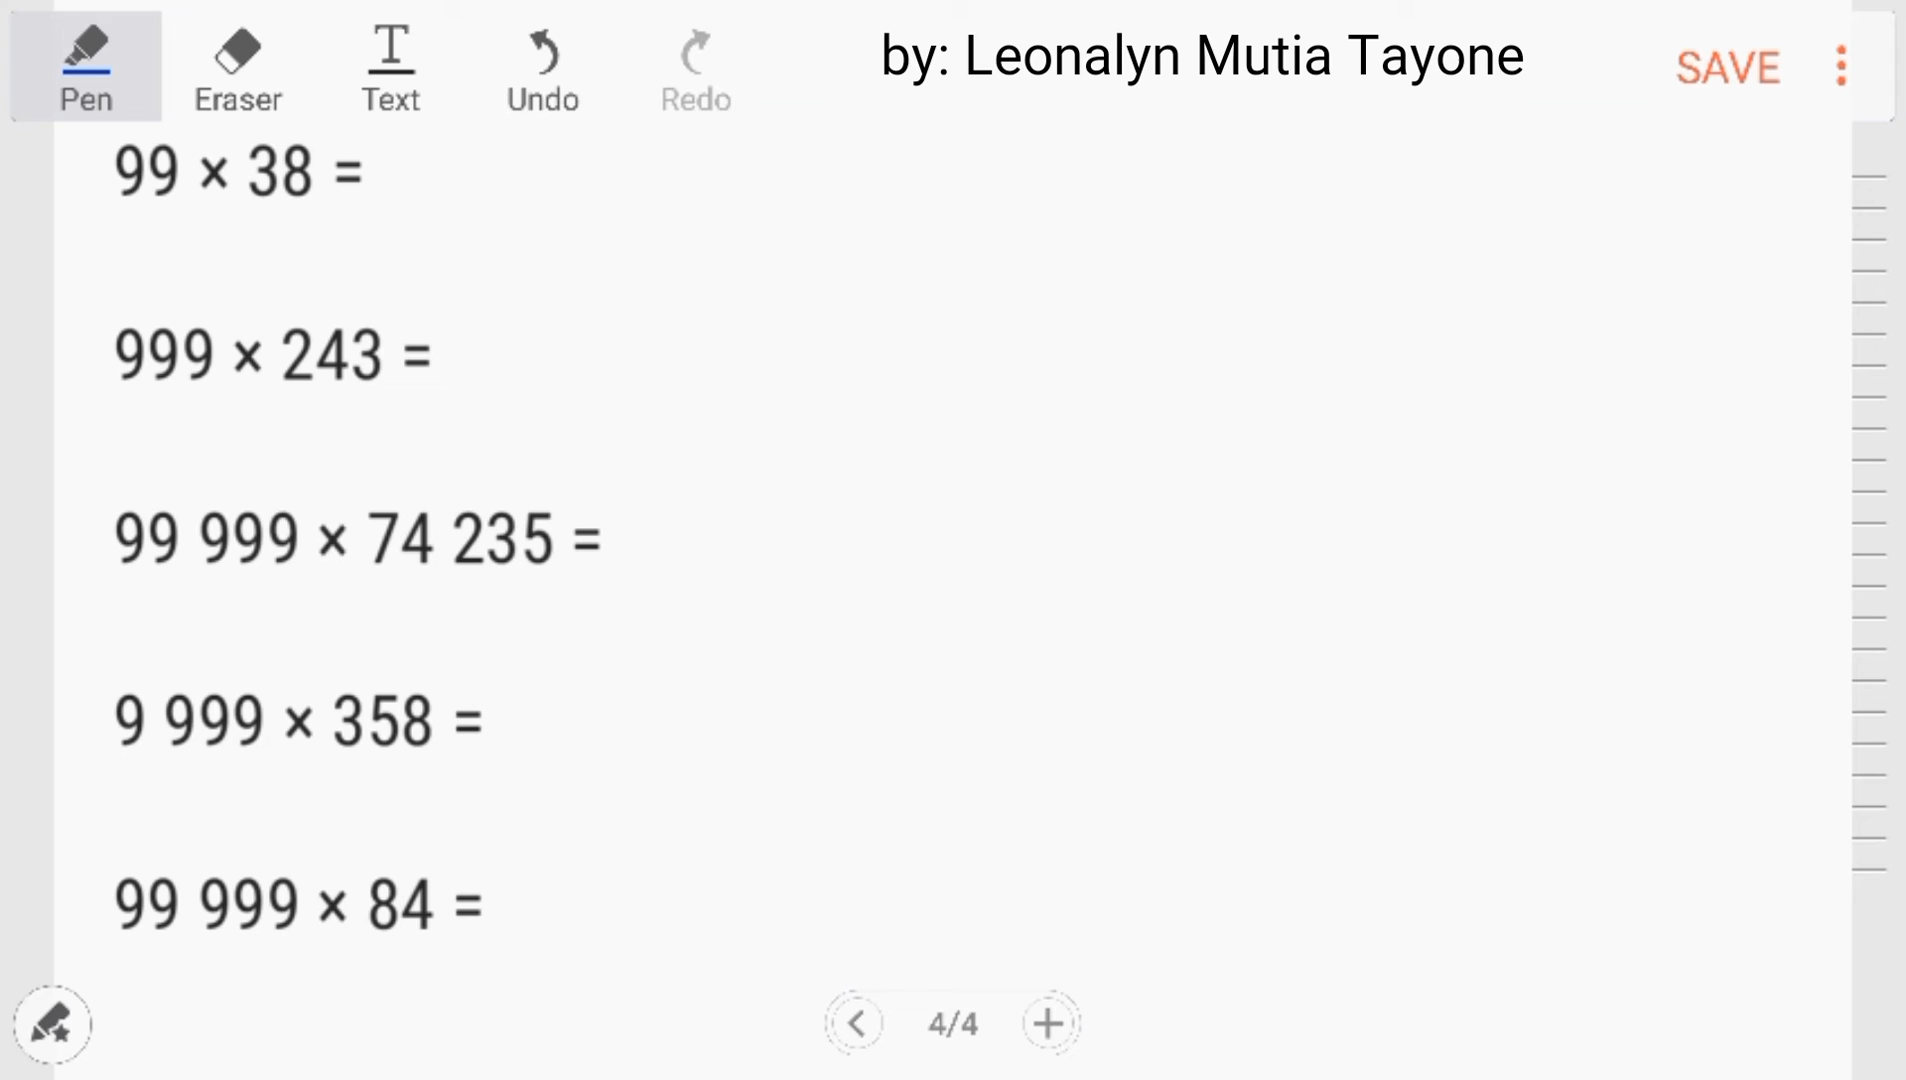 Pen Eraser Text Undo Redo by: Leonalyn Mutia Tayone SAVE
99 × 38 =
999 × 243 =
99 999 × 74 235 =
9 999 × 358 =
99 999 × 84 =
4/4